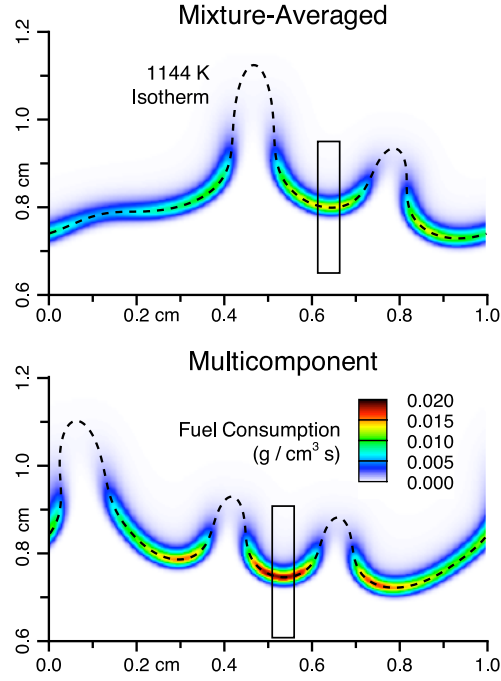 Mixture-Averaged
1.2
1.0
0.8 cm
0.6
1144 K
Isotherm
0.0
0.2 cm
0.4
0.6
0.8
1.0
Multicomponent
1.2
1.0
0.8 cm
0.6
Fuel Consumption
(g / cm³ s)
0.020
0.015
0.010
0.005
0.000
0.0
0.2 cm
0.4
0.6
0.8
1.0